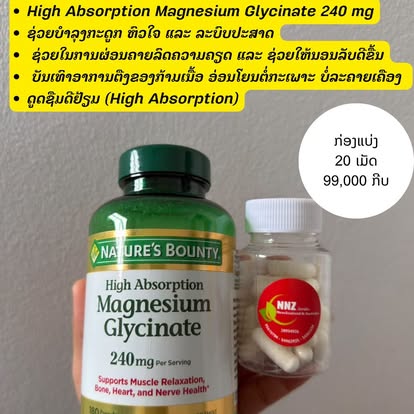 • High Absorption Magnesium Glycinate 240 mg
• ຊ່ວຍບຳລຸງກະດູກ ຫົວໃຈ ແລະ ລະບົບປະສາດ
• ຊ່ວຍໃນການຜ່ອນຄາຍລົດຄວາມຄຽດ ແລະ ຊ່ວຍໃຫ້ນອນລັບດີຂຶ້ນ
• ບັນເທົາອາການຕຶງຂອງກ້າມເນື້ອ ອ່ອນໂຍນຕໍ່ກະເພາະ ບໍ່ລະຄາຍເຄືອງ
• ດູດຊຶມດີຢ້ຽມ (High Absorption)
ກ່ອງແບ່ງ
20 ເມັດ
99,000 ກີບ
NATURE'S BOUNTY
High Absorption
Magnesium
Glycinate
240 mg Per Serving
Supports Muscle Relaxation,
Bone, Heart, and Nerve Health
NNZ